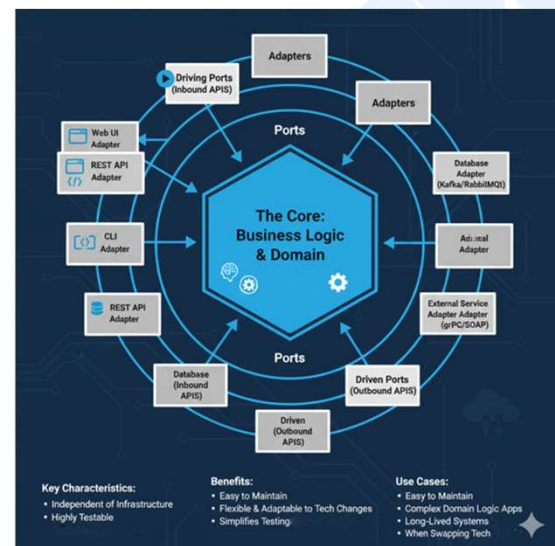 Adapters
Driving Ports
(Inbound APIS)
Adapters
Ports
Web UI
Adapter
REST API
Adapter
Database
Adapter
(Kafka/RabbilMQt)
The Core:
Business Logic
& Domain
CLI
Adapter
Adapter
REST API
Adapter
External Service
Adapter Adapter
(grPC/SOAP)
Ports
Database
(Inbound
APIS)
Driven Ports
(Outbound APIS)
Driven
(Outbound
APIS)
Key Characteristics:
• Independent of Infrastructure
• Highly Testable
Benefits:
• Easy to Maintain
• Flexible & Adaptable to Tech Changes
• Simplifies Testing
Use Cases:
• Easy to Maintain
• Complex Domain Logic Apps
• Long-Lived Systems
• When Swapping Tech